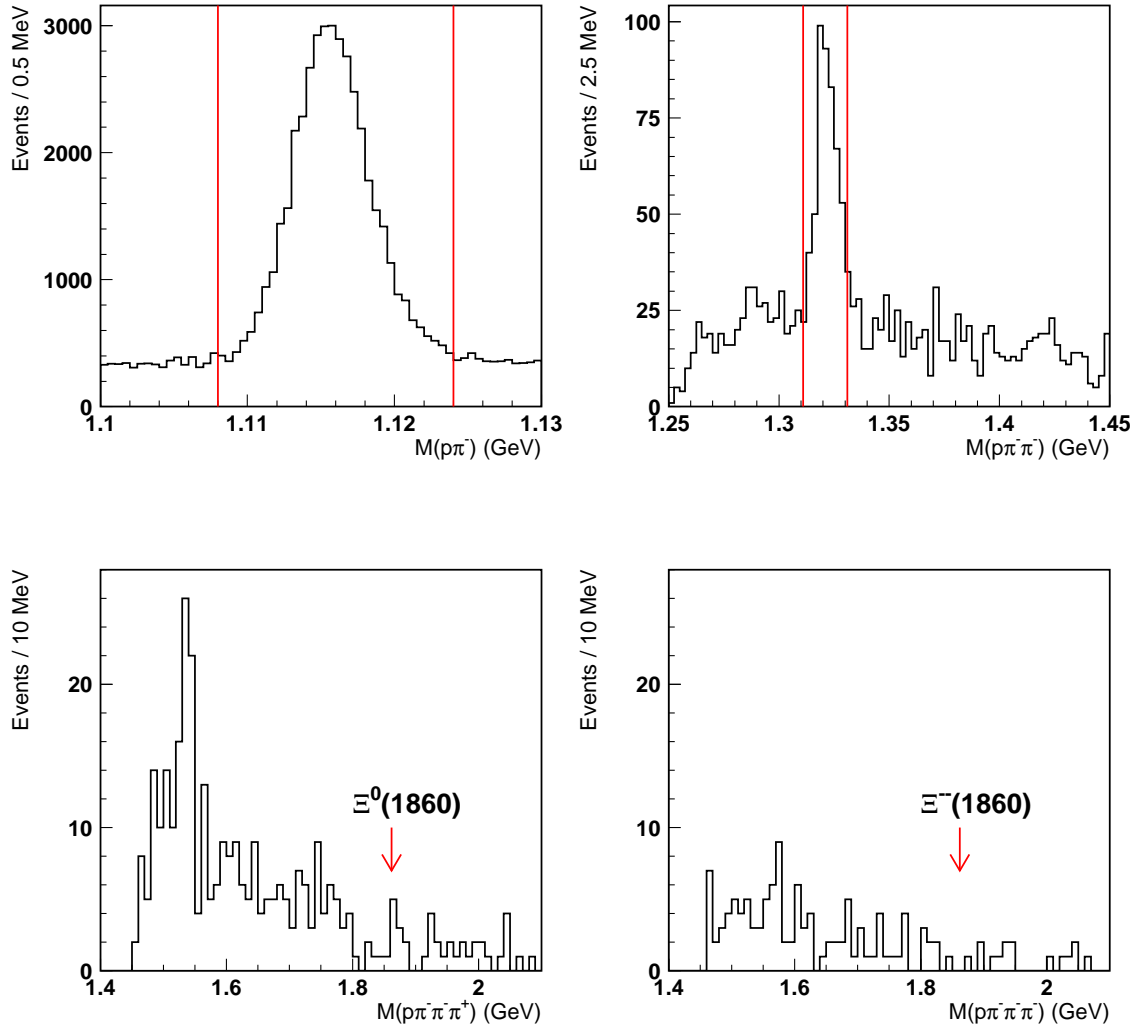 Events / 0.5 MeV
3000
2000
1000
0
1.1 1.11 1.12 1.13
M(pπ⁻) (GeV)
Events / 2.5 MeV
100
75
50
25
0
1.25 1.3 1.35 1.4 1.45
M(pπ⁻π⁻) (GeV)
Events / 10 MeV
20
10
0
Ξ⁰(1860)
1.4 1.6 1.8 2
M(pπ⁻π⁻π⁺) (GeV)
Events / 10 MeV
20
10
0
Ξ⁻⁻(1860)
1.4 1.6 1.8 2
M(pπ⁻π⁻π⁻) (GeV)